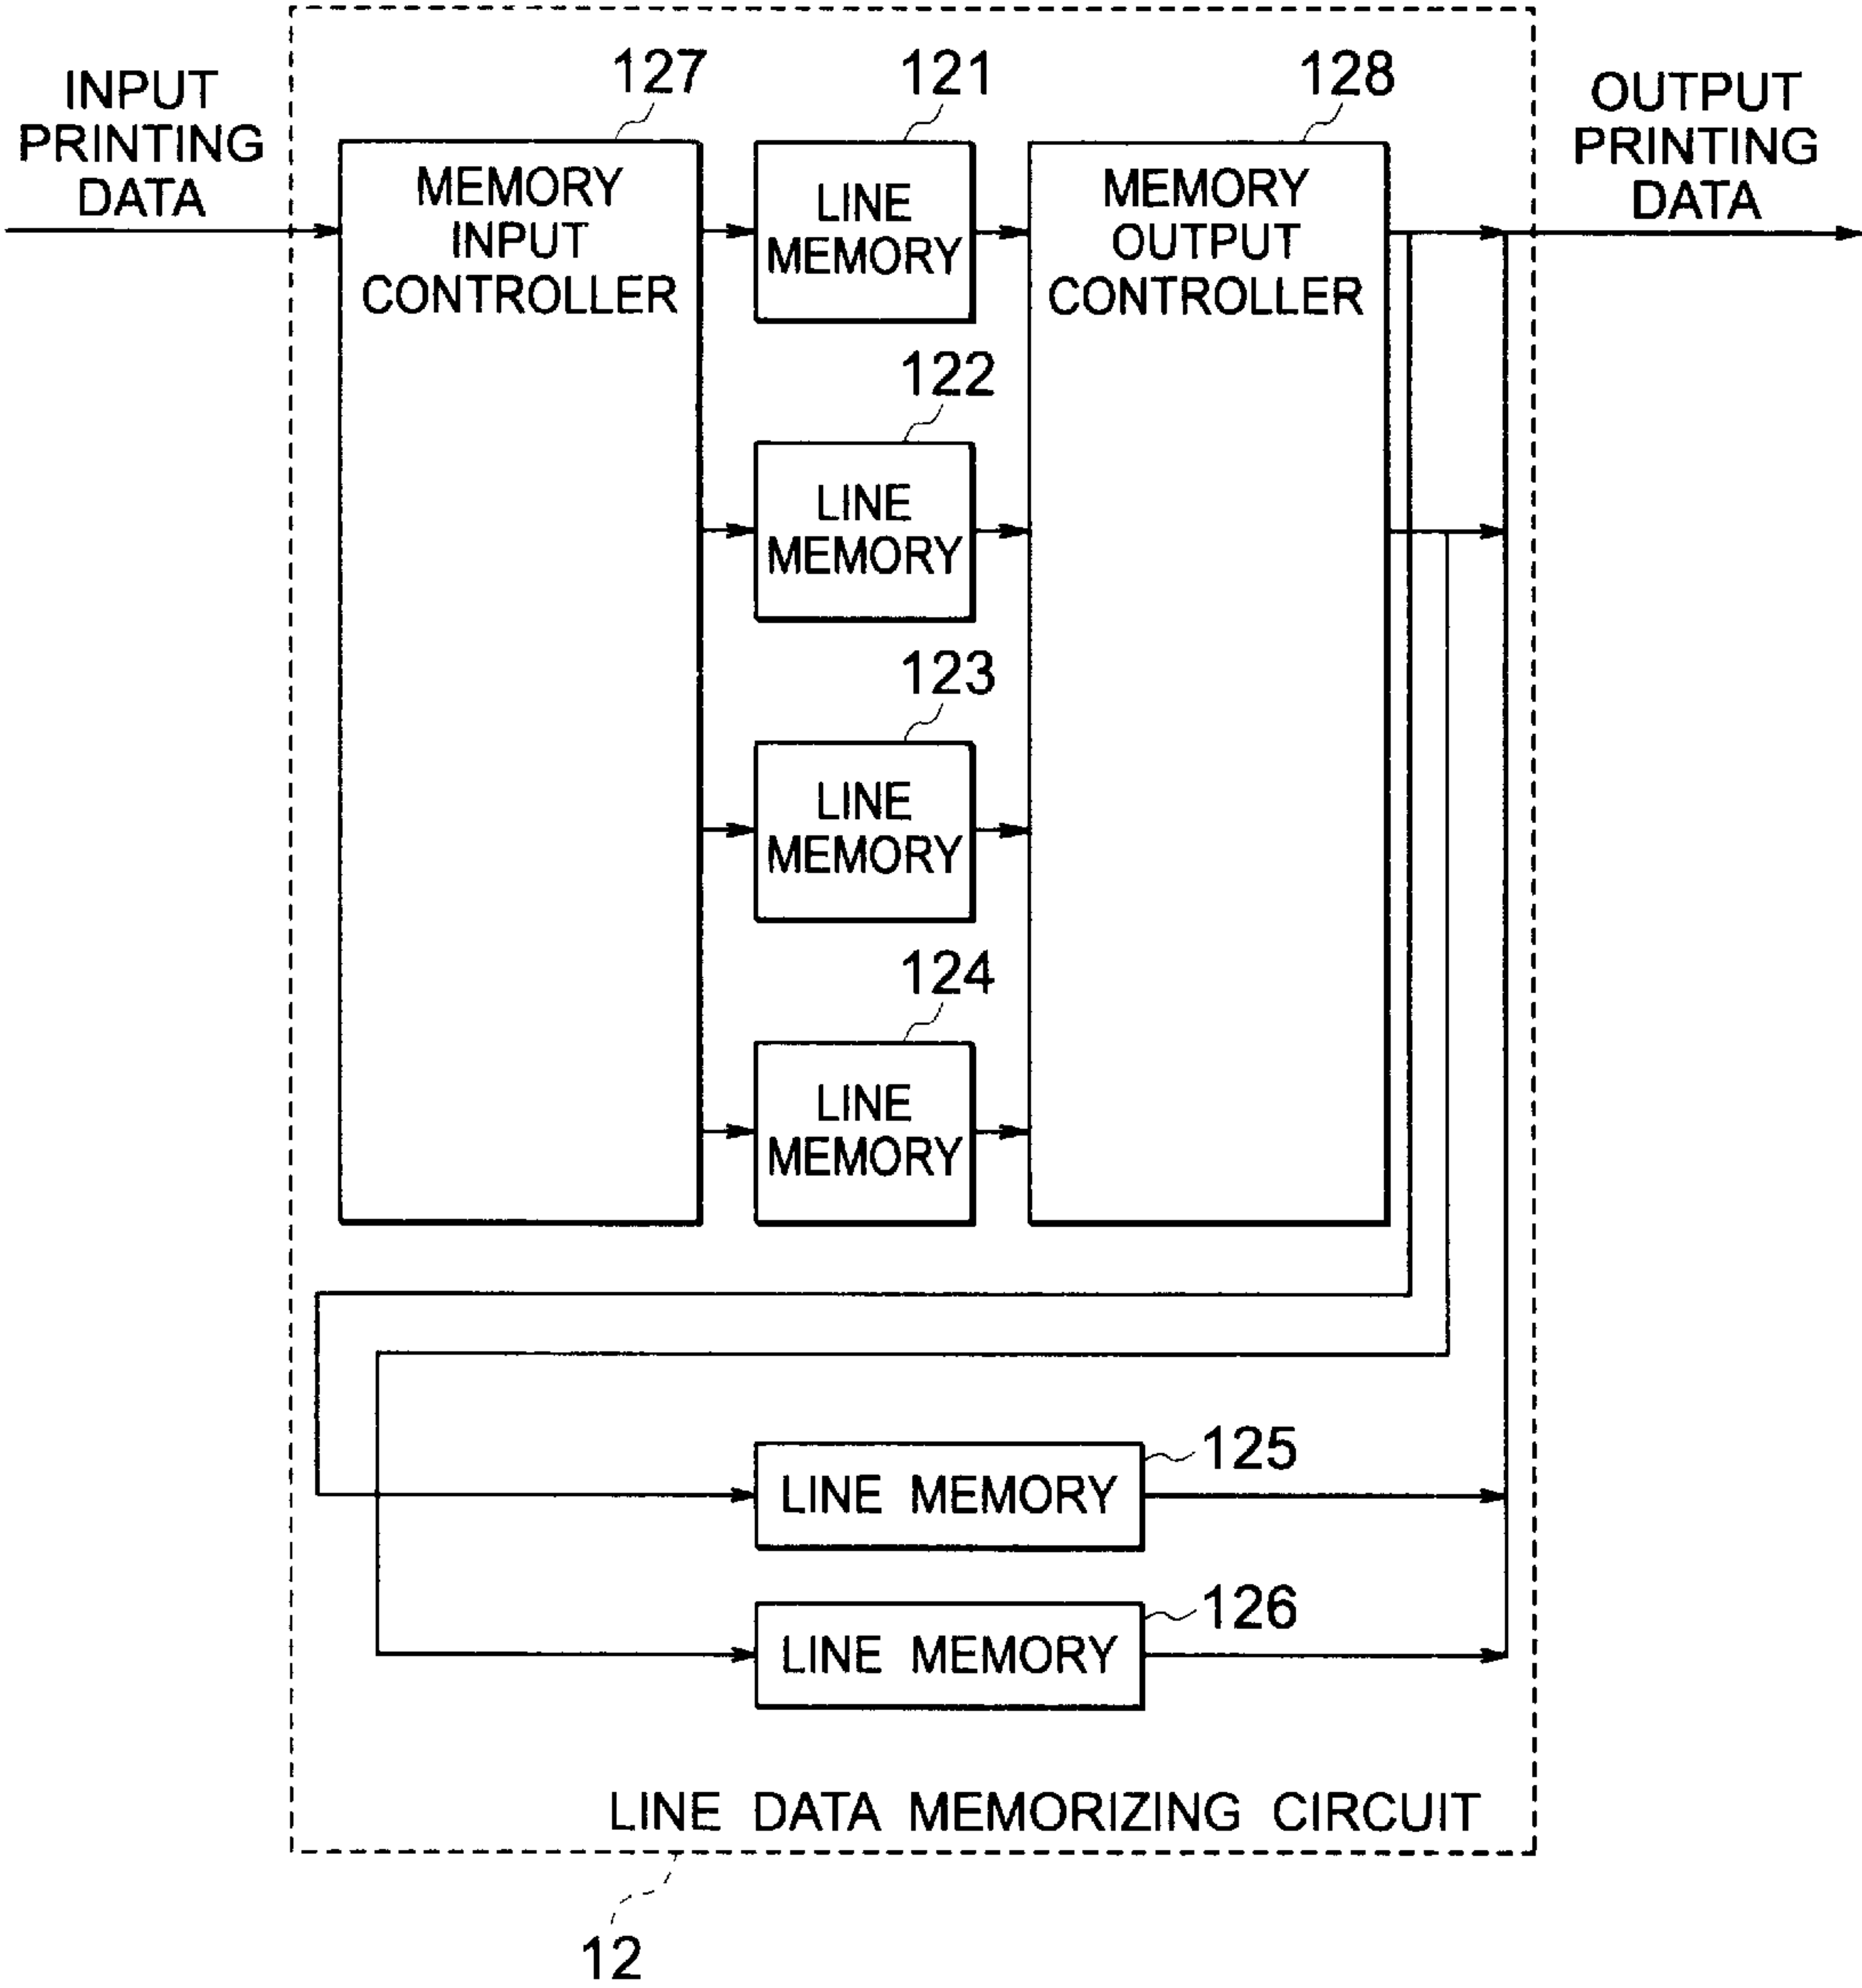 127
121
128
INPUT
PRINTING
DATA
OUTPUT
PRINTING
DATA
MEMORY
INPUT
CONTROLLER
LINE
MEMORY
MEMORY
OUTPUT
CONTROLLER
122
LINE
MEMORY
123
LINE
MEMORY
124
LINE
MEMORY
125
LINE MEMORY
126
LINE MEMORY
LINE DATA MEMORIZING CIRCUIT
12